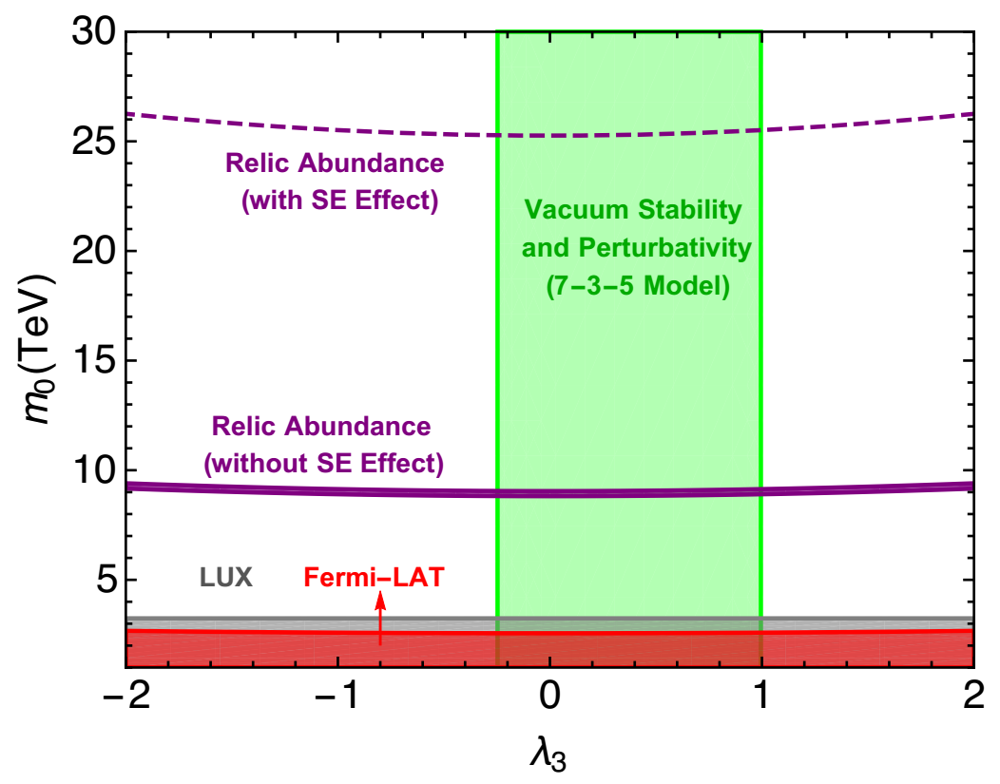 30
25
Relic Abundance
(with SE Effect)
Vacuum Stability
and Perturbativity
(7−3−5 Model)
20
m₀(TeV)
15
Relic Abundance
(without SE Effect)
10
LUX
Fermi−LAT
5
−2
−1
0
1
2
λ₃